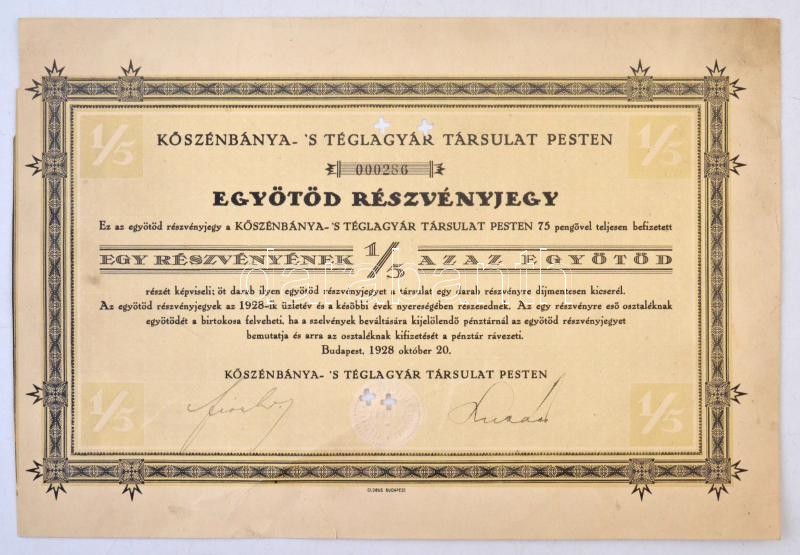 1/5 1/5
KŐSZÉNBÁNYA- 'S TÉGLAGYÁR TÁRSULAT PESTEN
000286
EGYÖTÖD RÉSZVÉNYJEGY
Ez az egyötöd részvényjegy a KŐSZÉNBÁNYA- 'S TÉGLAGYÁR TÁRSULAT PESTEN 75 pengővel teljesen befizetett
EGY RÉSZVÉNYÉNEK 1/5 AZAZ EGYÖTÖD
darabanth
részét képviseli; öt darab ilyen egyötöd részvényjegyet a társulat egy darab részvényre díjmentesen kicserél.
Az egyötöd részvényjegyek az 1928-ik üzletév és a későbbi évek nyereségében részesednek. Az egy részvényre eső osztaléknak
egyötödét a birtokosa felveheti, ha a szelvények beváltására kijelölendő pénztárnál az egyötöd részvényjegyet
bemutatja és arra az osztaléknak kifizetését a pénztár rávezeti.
Budapest, 1928 október 20.
KŐSZÉNBÁNYA- 'S TÉGLAGYÁR TÁRSULAT PESTEN
1/5 1/5
GLOBUS BUDAPEST